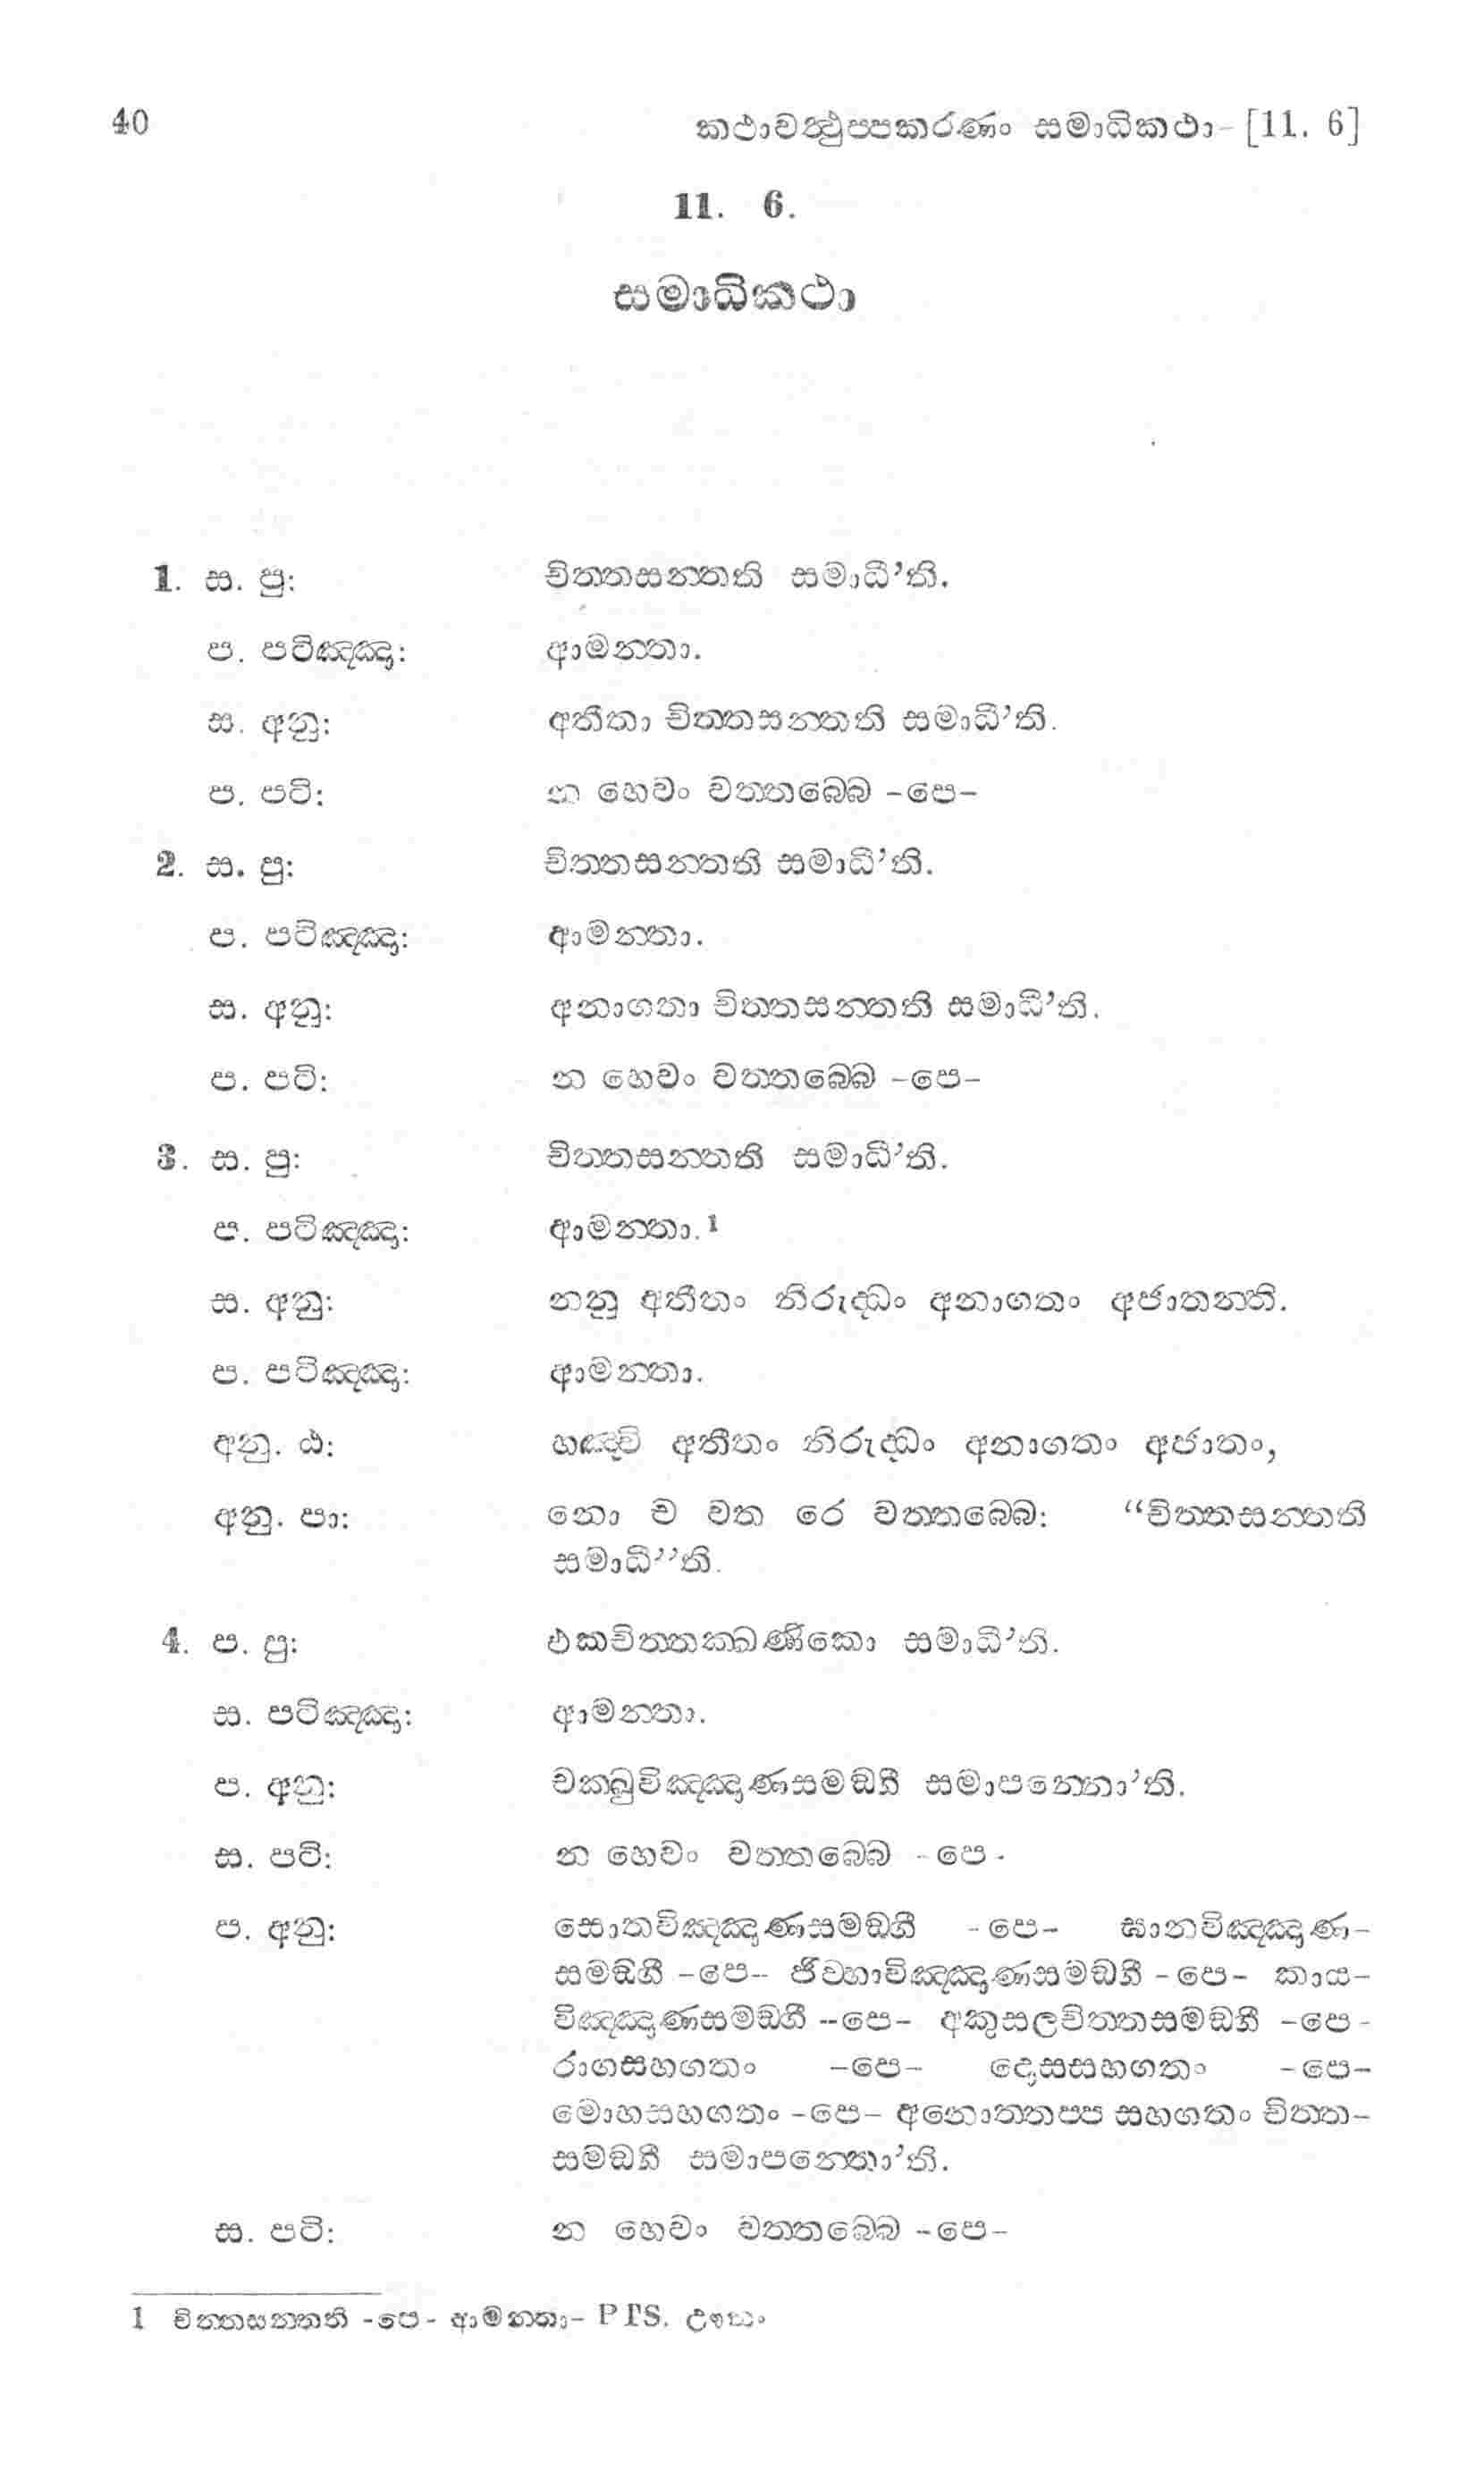 40 කථාවත්‍ථුප‍්පකරණං සමාධිකථා- [11. 6]
11. 6.
සමාධිකථා
1. ස. පු: චිත‍්තසන‍්තති සමාධී’ති.
ප. පටිඤ‍්ඤා: ආමන‍්තා.
ස. අනු: අතීතා චිත‍්තසන‍්තති සමාධී’ති.
ප. පටි: න හෙවං වත‍්තබ‍්බෙ -පෙ-
2. ස. පු: චිත‍්තසන‍්තති සමාධී’ති.
ප. පටිඤ‍්ඤා: ආමන‍්තා.
ස. අනු: අනාගතා චිත‍්තසන‍්තති සමාධී’ති.
ප. පටි: න හෙවං වත‍්තබ‍්බෙ -පෙ-
3. ස. පු: චිත‍්තසන‍්තති සමාධී’ති.
ප. පටිඤ‍්ඤා: ආමන‍්තා.1
ස. අනු: නනු අතීතං නිරුද‍්ධං අනාගතං අජාතන‍්ති.
ප. පටිඤ‍්ඤා: ආමන‍්තා.
අනු. ඨ: හඤ‍්චි අතීතං නිරුද‍්ධං අනාගතං අජාතං,
අනු. පා: නො ච වත රෙ වත‍්තබ‍්බෙ: “චිත‍්තසන‍්තති
සමාධී’’ති.
4. ප. පු: එකචිත‍්තක‍්ඛණිකො සමාධී’ති.
ස. පටිඤ‍්ඤා: ආමන‍්තා.
ප. අනු: චක‍්ඛුවිඤ‍්ඤාණසමඞ‍්ගී සමාපන‍්නො’ති.
ස. පටි: න හෙවං වත‍්තබ‍්බෙ -පෙ-
ප. අනු: සොතවිඤ‍්ඤාණසමඞ‍්ගී -පෙ- ඝානවිඤ‍්ඤාණ-
සමඞ‍්ගී -පෙ- ජිව‍්හාවිඤ‍්ඤාණසමඞ‍්ගී -පෙ- කාය-
විඤ‍්ඤාණසමඞ‍්ගී -පෙ- අකුසලචිත‍්තසමඞ‍්ගී -පෙ-
රාගසහගතං -පෙ- දොසසහගතං -පෙ-
මොහසහගතං -පෙ- අනොත‍්තප‍්ප සහගතං චිත‍්ත-
සමඞ‍්ගී සමාපන‍්නො’ති.
ස. පටි: න හෙවං වත‍්තබ‍්බෙ -පෙ-
1 චිත‍්තසන‍්තති -පෙ- ආමන‍්තා- PTS.